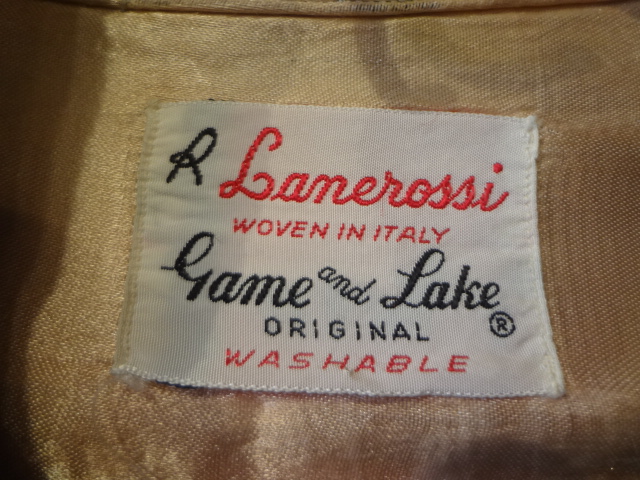 R Lanerossi
WOVEN IN ITALY
Game and Lake
ORIGINAL ®
WASHABLE